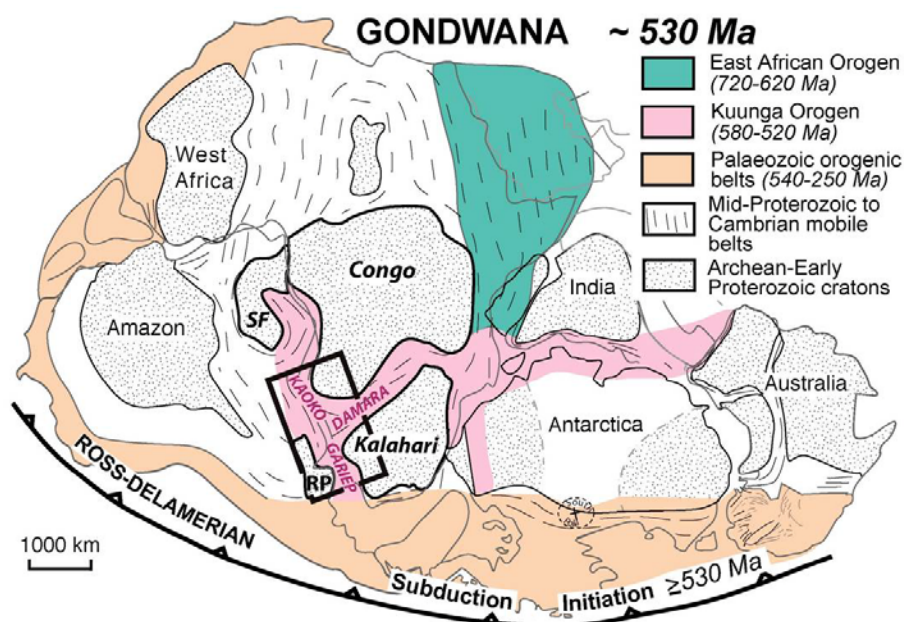 GONDWANA ~ 530 Ma
East African Orogen
(720-620 Ma)
Kuunga Orogen
(580-520 Ma)
Palaeozoic orogenic
belts (540-250 Ma)
Mid-Proterozoic to
Cambrian mobile
belts
Archean-Early
Proterozoic cratons
West
Africa
Congo
SF
India
Amazon
Australia
KAOKO
DAMARA
Antarctica
Kalahari
GARIEP
RP
ROSS-DELAMERIAN
1000 km
Subduction
Initiation ≥530 Ma